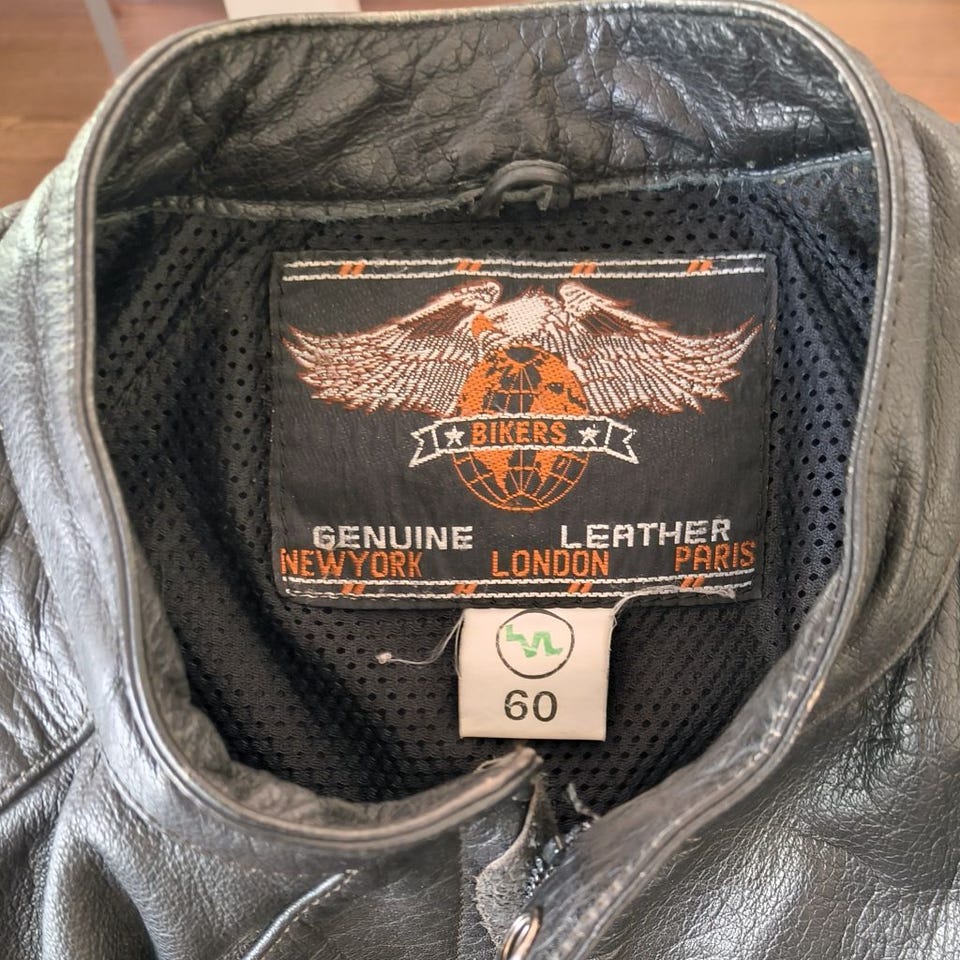 BIKERS
GENUINE LEATHER
NEWYORK LONDON PARIS
60